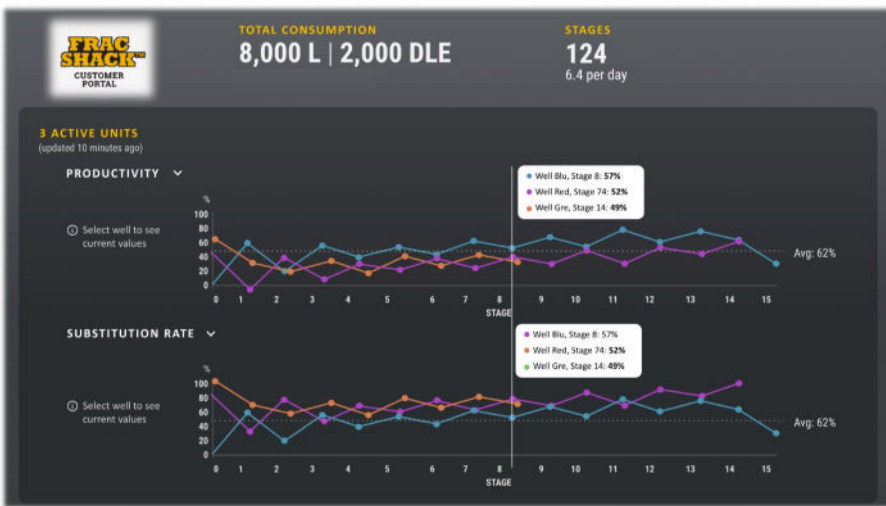 FRAC
SHACK™
CUSTOMER
PORTAL
TOTAL CONSUMPTION
8,000 L | 2,000 DLE
STAGES
124
6.4 per day
3 ACTIVE UNITS
(updated 10 minutes ago)
PRODUCTIVITY
Select well to see
current values
%
100
80
60
40
20
0
0 1 2 3 4 5 6 7 8 9 10 11 12 13 14 15
STAGE
Well Blu, Stage 8: 57%
Well Red, Stage 74: 52%
Well Gre, Stage 14: 49%
Avg: 62%
SUBSTITUTION RATE
Select well to see
current values
%
100
80
60
40
20
0
0 1 2 3 4 5 6 7 8 9 10 11 12 13 14 15
STAGE
Well Blu, Stage 8: 57%
Well Red, Stage 74: 52%
Well Gre, Stage 14: 49%
Avg: 62%